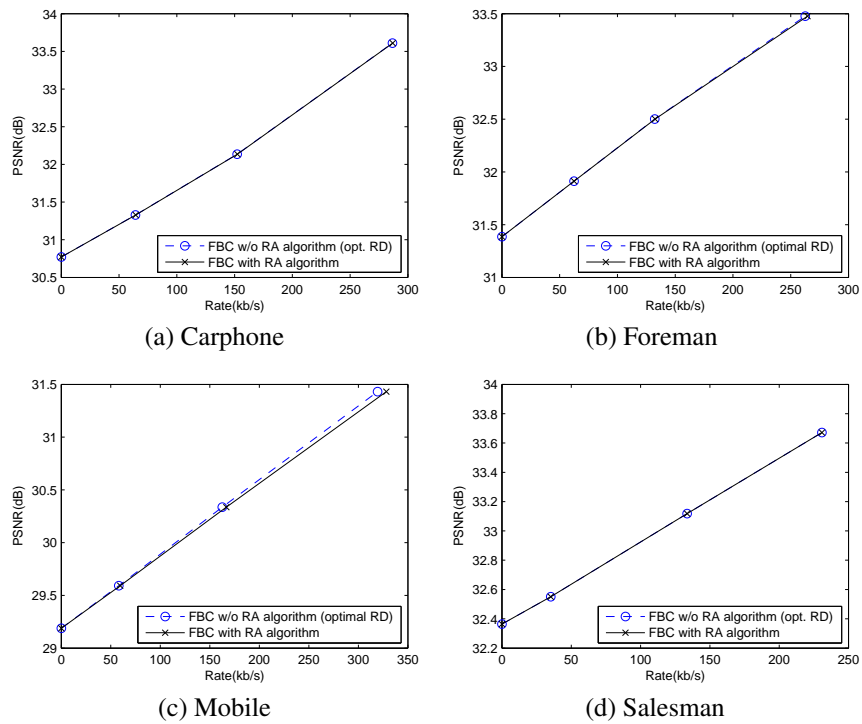 34
33.5
33
32.5
32
31.5
31
30.5
PSNR(dB)
0 50 100 150 200 250 300
Rate(kb/s)
FBC w/o RA algorithm (opt. RD)
FBC with RA algorithm
(a) Carphone
33.5
33
32.5
32
31.5
31
PSNR(dB)
0 50 100 150 200 250 300
Rate(kb/s)
FBC w/o RA algorithm (optimal RD)
FBC with RA algorithm
(b) Foreman
31.5
31
30.5
30
29.5
29
PSNR(dB)
0 50 100 150 200 250 300 350
Rate(kb/s)
FBC w/o RA algorithm (optimal RD)
FBC with RA algorithm
(c) Mobile
34
33.8
33.6
33.4
33.2
33
32.8
32.6
32.4
32.2
PSNR(dB)
0 50 100 150 200 250
Rate(kb/s)
FBC w/o RA algorithm (opt. RD)
FBC with RA algorithm
(d) Salesman